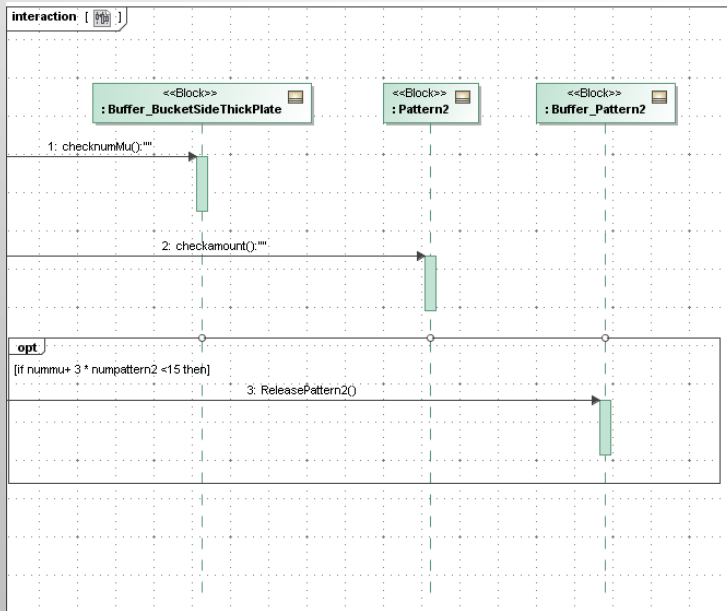 interaction [ ]
<<Block>>
: Buffer_BucketSideThickPlate
<<Block>>
: Pattern2
<<Block>>
: Buffer_Pattern2
1: checknumMu():""
2: checkamount():""
opt
[if nummu+ 3 * numpattern2 <15 then]
3: ReleasePattern2()